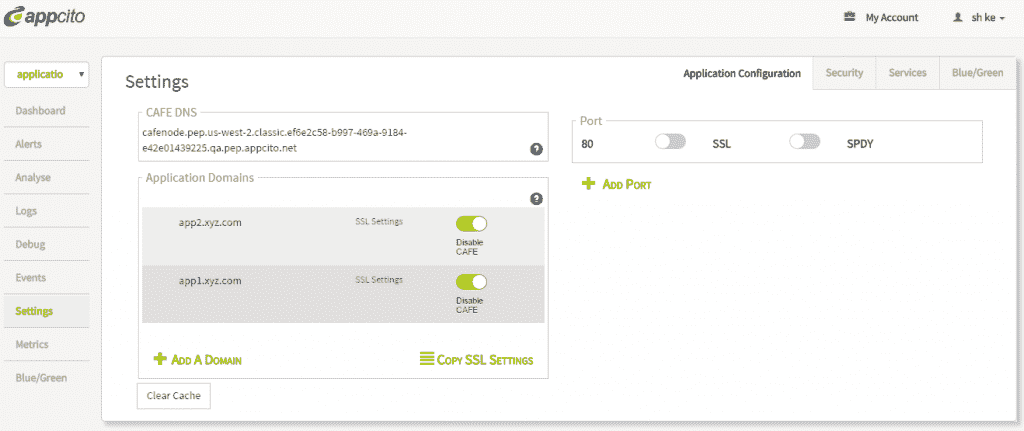 appcito
My Account
sh ke
applicatio
Dashboard
Alerts
Analyse
Logs
Debug
Events
Settings
Metrics
Blue/Green
Settings
Application Configuration
Security
Services
Blue/Green
CAFE DNS
cafenode.pep.us-west-2.classic.ef6e2c58-b997-469a-9184-
e42e01439225.qa.pep.appcito.net
?
Application Domains
?
app2.xyz.com
SSL Settings
Disable
CAFE
app1.xyz.com
SSL Settings
Disable
CAFE
ADD A DOMAIN
COPY SSL SETTINGS
Clear Cache
Port
80
SSL
SPDY
ADD PORT